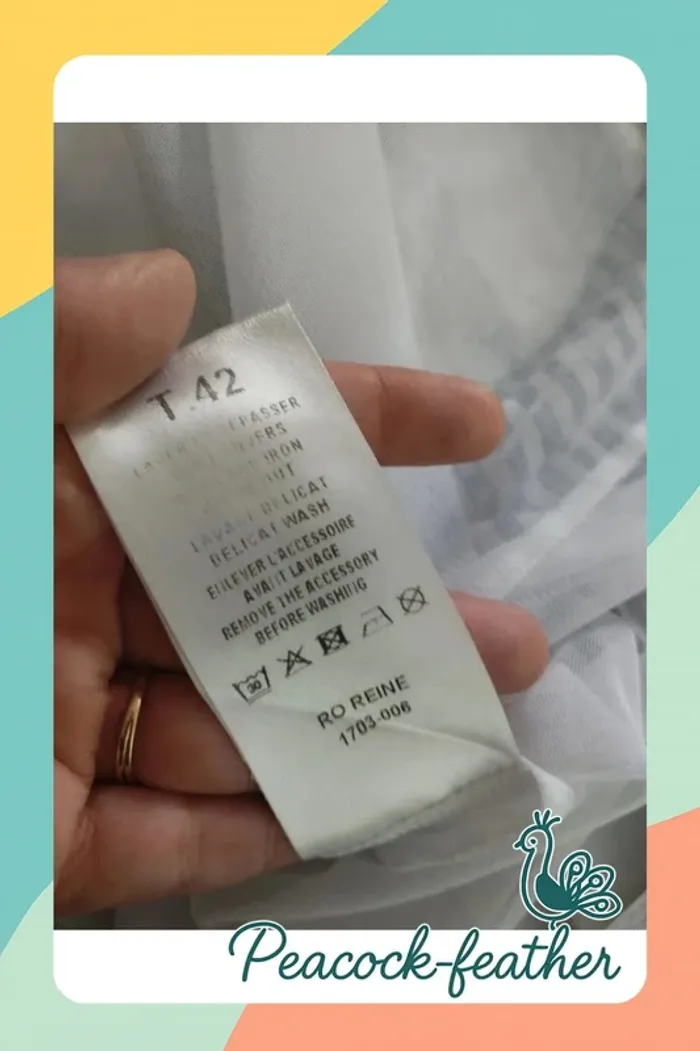 T.42
REPASSER
IRON
LAVAGE DELICAT
DELICAT WASH
ENLEVER L'ACCESSOIRE
AVANT LAVAGE
REMOVE THE ACCESSORY
BEFORE WASHING
30
RO REINE
1703-006
Peacock-feather